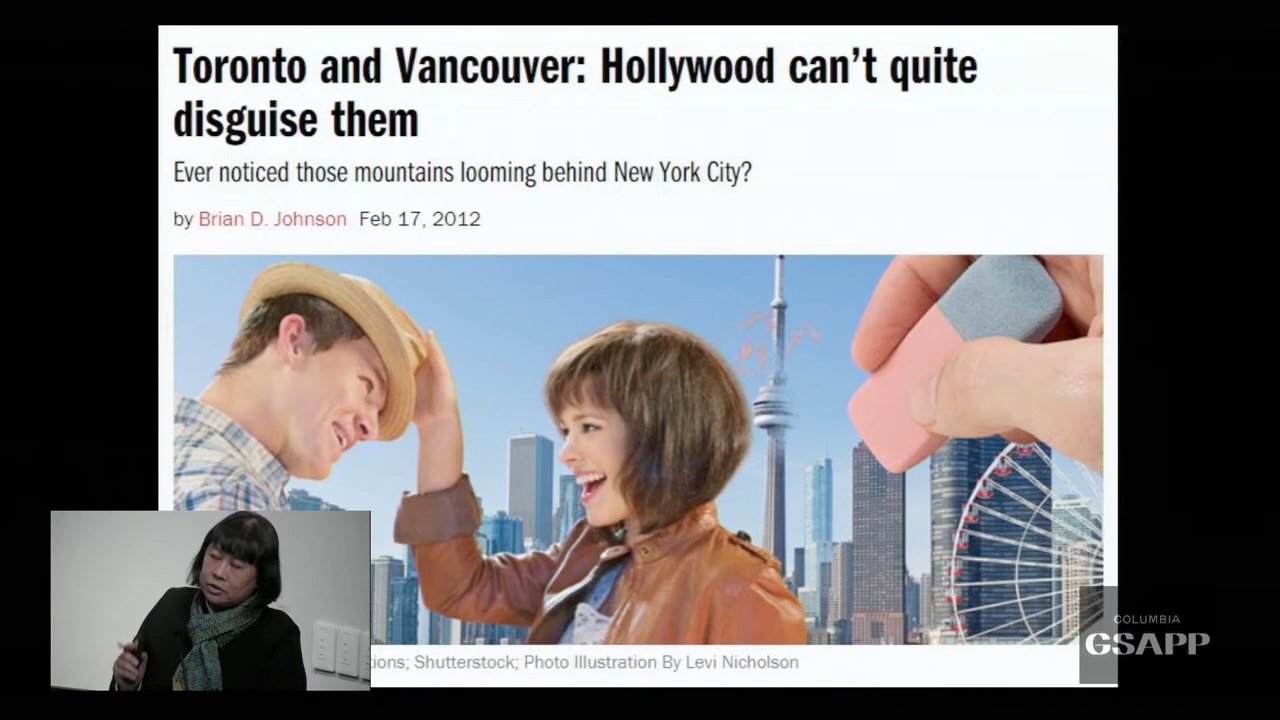 Toronto and Vancouver: Hollywood can’t quite
disguise them
Ever noticed those mountains looming behind New York City?
by Brian D. Johnson Feb 17, 2012
Shutterstock; Photo Illustration By Levi Nicholson
COLUMBIA
GSAPP